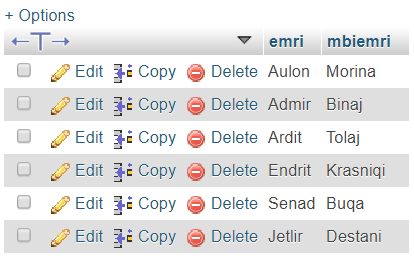 + Options
←T→ emri mbiemri
Edit Copy Delete Aulon Morina
Edit Copy Delete Admir Binaj
Edit Copy Delete Ardit Tolaj
Edit Copy Delete Endrit Krasniqi
Edit Copy Delete Senad Buqa
Edit Copy Delete Jetlir Destani